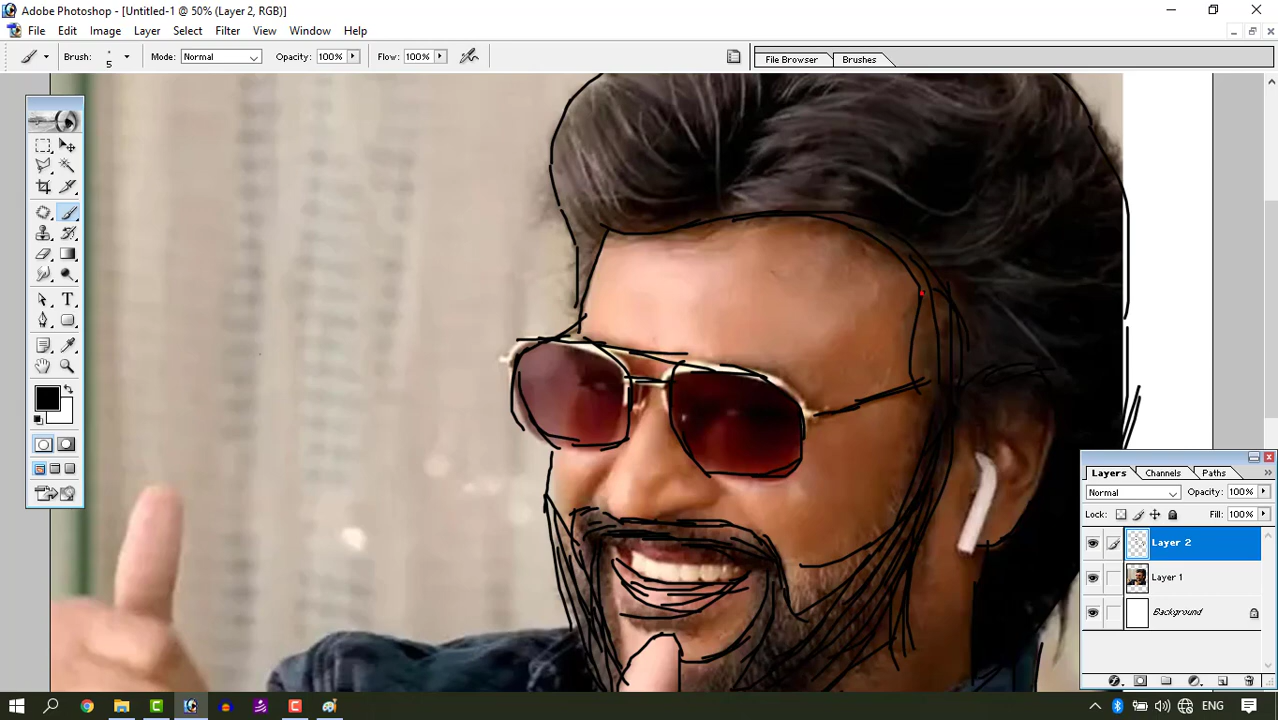 Adobe Photoshop - [Untitled-1 @ 50% (Layer 2, RGB)]
File Edit Image Layer Select Filter View Window Help
Brush: 5 Mode: Normal Opacity: 100% Flow: 100% File Browser Brushes
Layers Channels Paths
Normal Opacity: 100%
Lock: Fill: 100%
Layer 2
Layer 1
Background
ENG